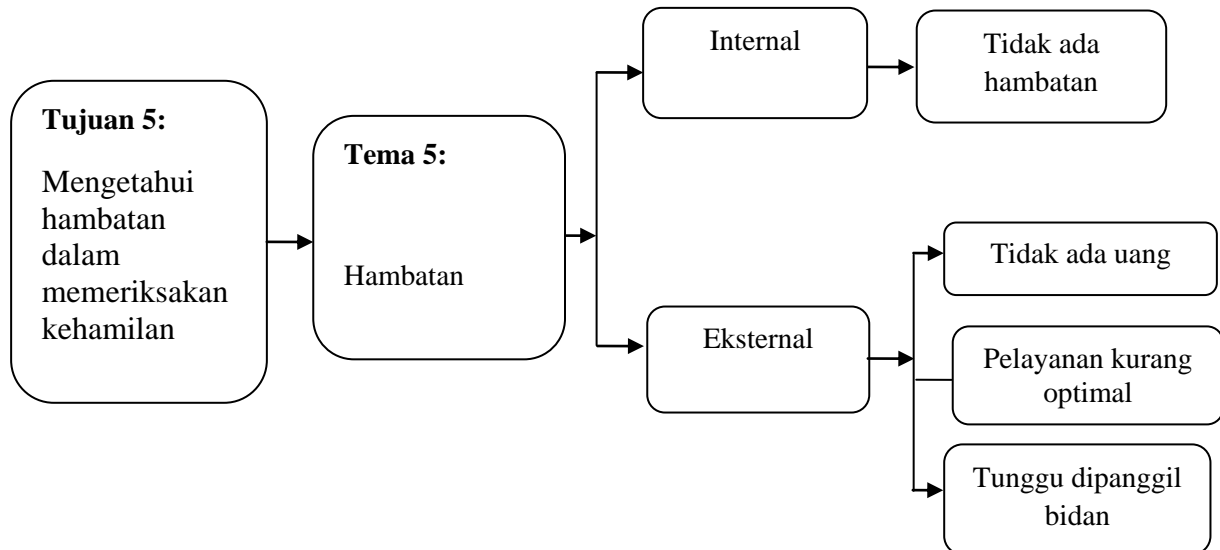 Tujuan 5:
Mengetahui
hambatan
dalam
memeriksakan
kehamilan
Tema 5:
Hambatan
Internal
Tidak ada
hambatan
Eksternal
Tidak ada uang
Pelayanan kurang
optimal
Tunggu dipanggil
bidan